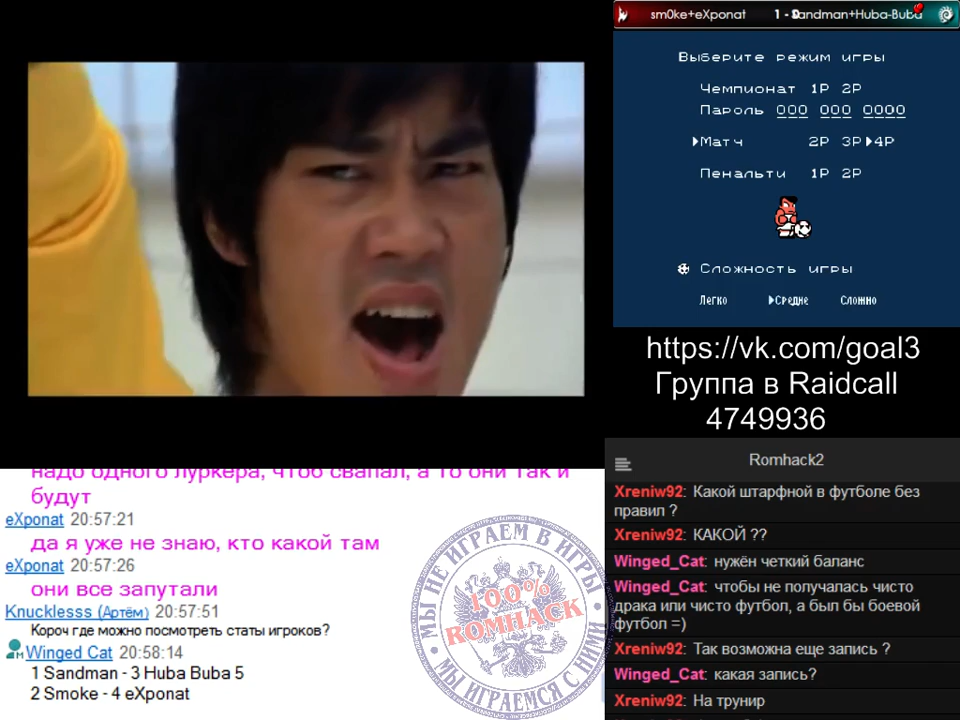 sm0ke+eXponat 1 - Sandman+Huba-Buba
Выберите режим игры
Чемпионат 1P 2P
Пароль 000 000 0000
Матч 2P 3P 4P
Пенальти 1P 2P
Сложность игры
Легко Средне Сложно
https://vk.com/goal3
Группа в Raidcall
4749936
надо одного луркера, чтоб свапал, а то они так и
будут
eXponat 20:57:21
да я уже не знаю, кто какой там
eXponat 20:57:26
они все запутали
Knucklesss (Артём) 20:57:51
Короч где можно посмотреть статы игроков?
Winged Cat 20:58:14
1 Sandman - 3 Huba Buba 5
2 Smoke - 4 eXponat
МЫ НЕ ИГРАЕМ В ИГРЫ
МЫ ИГРАЕМСЯ С НИМИ
100%
ROMHACK
Romhack2
Xreniw92: Какой штарфной в футболе без
правил ?
Xreniw92: КАКОЙ ??
Winged_Cat: нужён четкий баланс
Winged_Cat: чтобы не получалась чисто
драка или чисто футбол, а был бы боевой
футбол =)
Xreniw92: Так возможна еще запись ?
Winged_Cat: какая запись?
Xreniw92: На трунир